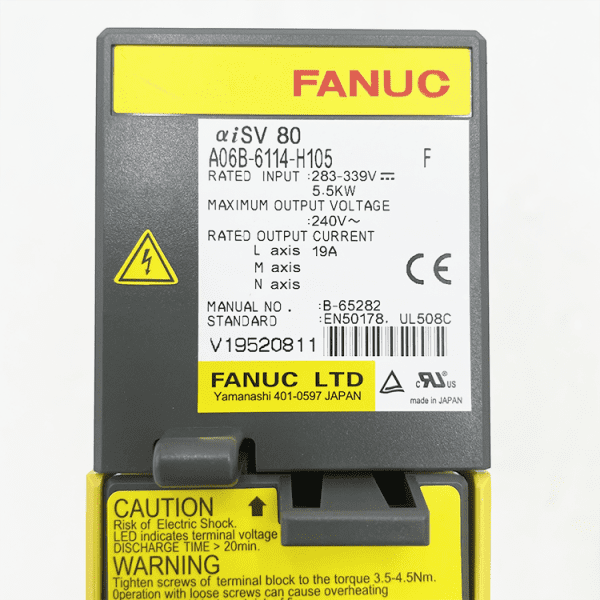 FANUC
αiSV 80
A06B-6114-H105 F
RATED INPUT :283-339V⎓
5.5KW
MAXIMUM OUTPUT VOLTAGE
:240V～
RATED OUTPUT CURRENT
L axis 19A
M axis
N axis
CE
MANUAL NO. :B-65282
STANDARD :EN50178, UL508C
V19520811
FANUC LTD
Yamanashi 401-0597 JAPAN
c RU US
made in JAPAN
CAUTION
Risk of Electric Shock.
LED indicates terminal voltage
DISCHARGE TIME > 20min.
WARNING
Tighten screws of terminal block to the torque 3.5-4.5Nm.
Operation with loose screws can cause overheating